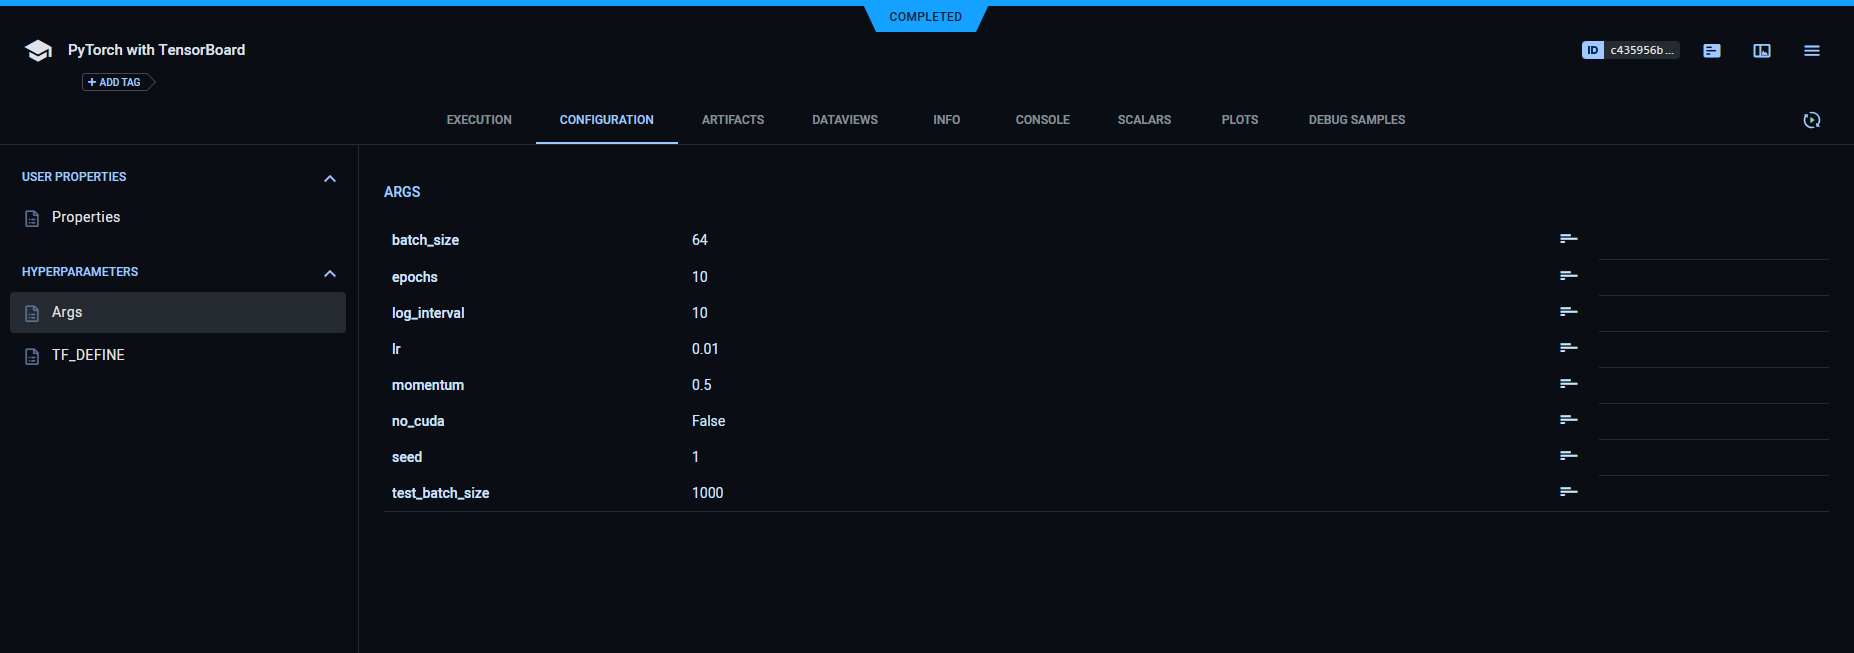 COMPLETED
PyTorch with TensorBoard
ID c435956b ...
+ ADD TAG
EXECUTION CONFIGURATION ARTIFACTS DATAVIEWS INFO CONSOLE SCALARS PLOTS DEBUG SAMPLES
USER PROPERTIES
Properties
HYPERPARAMETERS
Args
TF_DEFINE
ARGS
batch_size 64
epochs 10
log_interval 10
lr 0.01
momentum 0.5
no_cuda False
seed 1
test_batch_size 1000